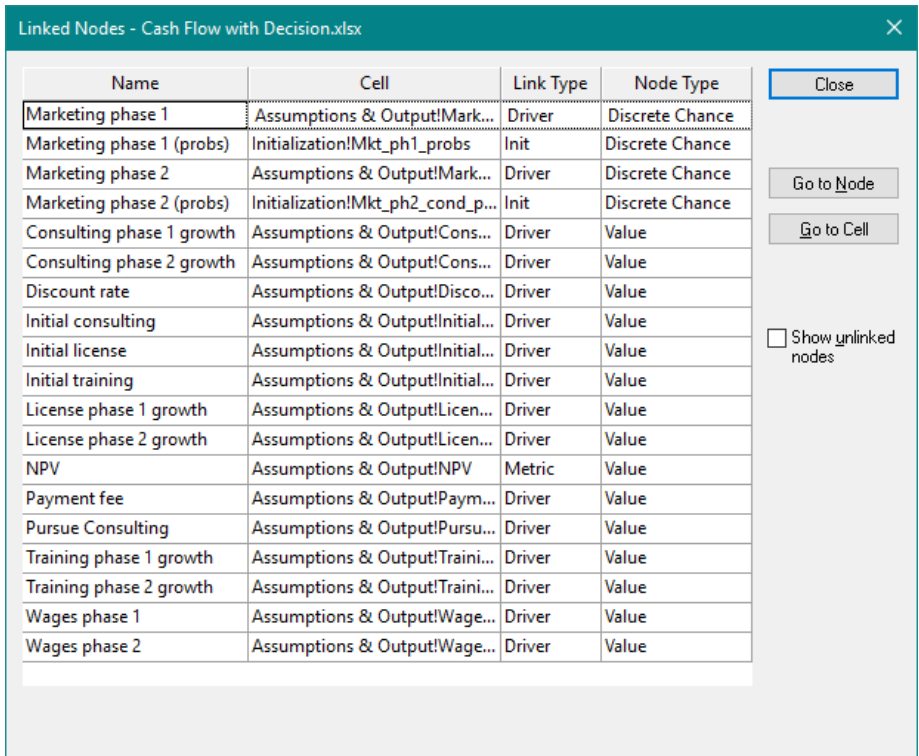 Linked Nodes - Cash Flow with Decision.xlsx
Name Cell Link Type Node Type
Marketing phase 1 Assumptions & Output!Mark... Driver Discrete Chance
Marketing phase 1 (probs) Initialization!Mkt_ph1_probs Init Discrete Chance
Marketing phase 2 Assumptions & Output!Mark... Driver Discrete Chance
Marketing phase 2 (probs) Initialization!Mkt_ph2_cond_p... Init Discrete Chance
Consulting phase 1 growth Assumptions & Output!Cons... Driver Value
Consulting phase 2 growth Assumptions & Output!Cons... Driver Value
Discount rate Assumptions & Output!Disco... Driver Value
Initial consulting Assumptions & Output!Initial... Driver Value
Initial license Assumptions & Output!Initial... Driver Value
Initial training Assumptions & Output!Initial... Driver Value
License phase 1 growth Assumptions & Output!Licen... Driver Value
License phase 2 growth Assumptions & Output!Licen... Driver Value
NPV Assumptions & Output!NPV Metric Value
Payment fee Assumptions & Output!Paym... Driver Value
Pursue Consulting Assumptions & Output!Pursu... Driver Value
Training phase 1 growth Assumptions & Output!Traini... Driver Value
Training phase 2 growth Assumptions & Output!Traini... Driver Value
Wages phase 1 Assumptions & Output!Wage... Driver Value
Wages phase 2 Assumptions & Output!Wage... Driver Value
Close
Go to Node
Go to Cell
Show unlinked
nodes